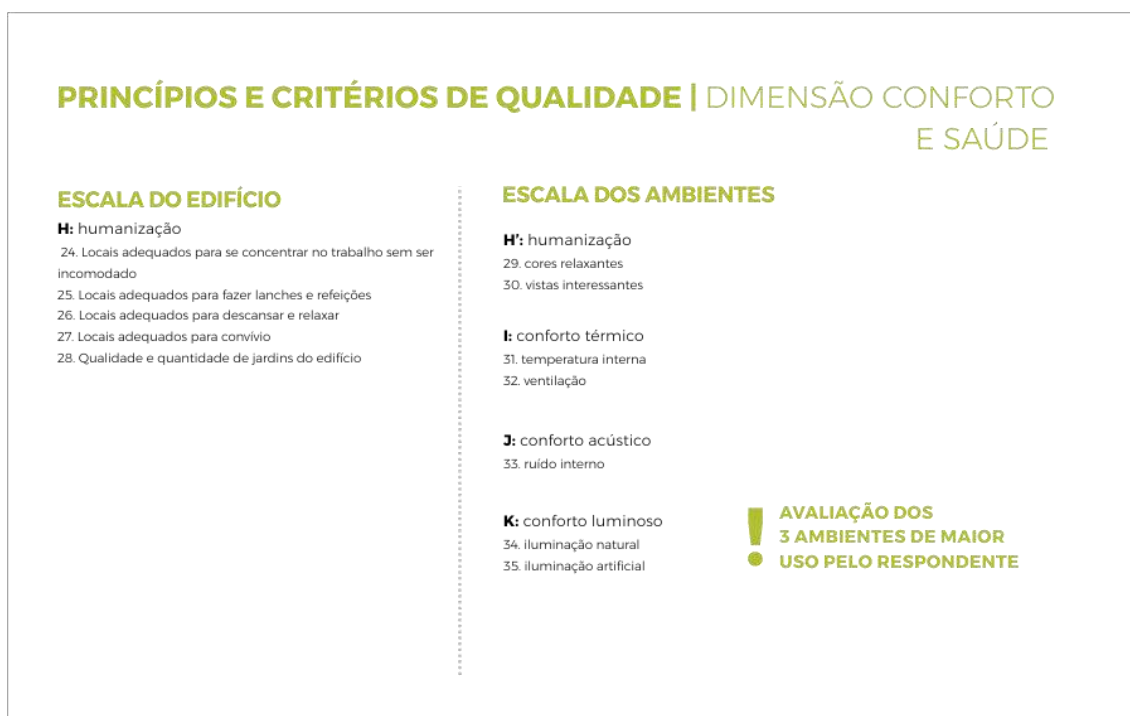 PRINCÍPIOS E CRITÉRIOS DE QUALIDADE | DIMENSÃO CONFORTO
E SAÚDE
ESCALA DO EDIFÍCIO
H: humanização
24. Locais adequados para se concentrar no trabalho sem ser
incomodado
25. Locais adequados para fazer lanches e refeições
26. Locais adequados para descansar e relaxar
27. Locais adequados para convívio
28. Qualidade e quantidade de jardins do edifício
ESCALA DOS AMBIENTES
H': humanização
29. cores relaxantes
30. vistas interessantes
I: conforto térmico
31. temperatura interna
32. ventilação
J: conforto acústico
33. ruído interno
K: conforto luminoso
34. iluminação natural
35. iluminação artificial
! AVALIAÇÃO DOS
3 AMBIENTES DE MAIOR
USO PELO RESPONDENTE